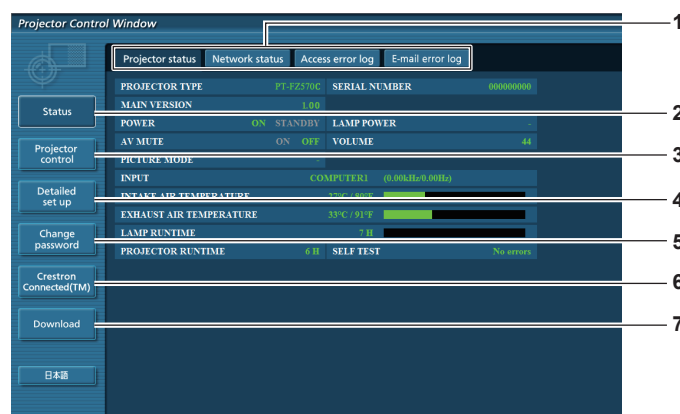 Projector Control Window
1
Projector status Network status Access error log E-mail error log
PROJECTOR TYPE PT-FZ570C SERIAL NUMBER 000000000
MAIN VERSION 1.00
POWER ON STANDBY LAMP POWER -
AV MUTE ON OFF VOLUME 44
PICTURE MODE -
INPUT COMPUTER1 (0.00kHz/0.00Hz)
INTAKE AIR TEMPERATURE
EXHAUST AIR TEMPERATURE 33°C / 91°F
LAMP RUNTIME 7 H
PROJECTOR RUNTIME 6 H SELF TEST No errors
Status
2
Projector
control
3
Detailed
set up
4
Change
password
5
Crestron
Connected(TM)
6
Download
7
日本語